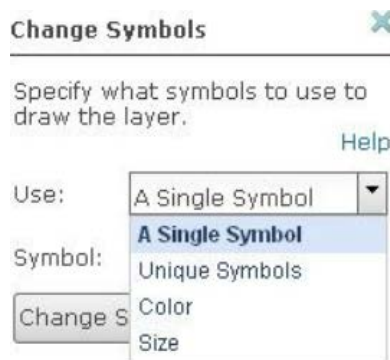 Change Symbols
Specify what symbols to use to
draw the layer.
Help
Use: A Single Symbol
A Single Symbol
Symbol:
Unique Symbols
Color
Change S
Size